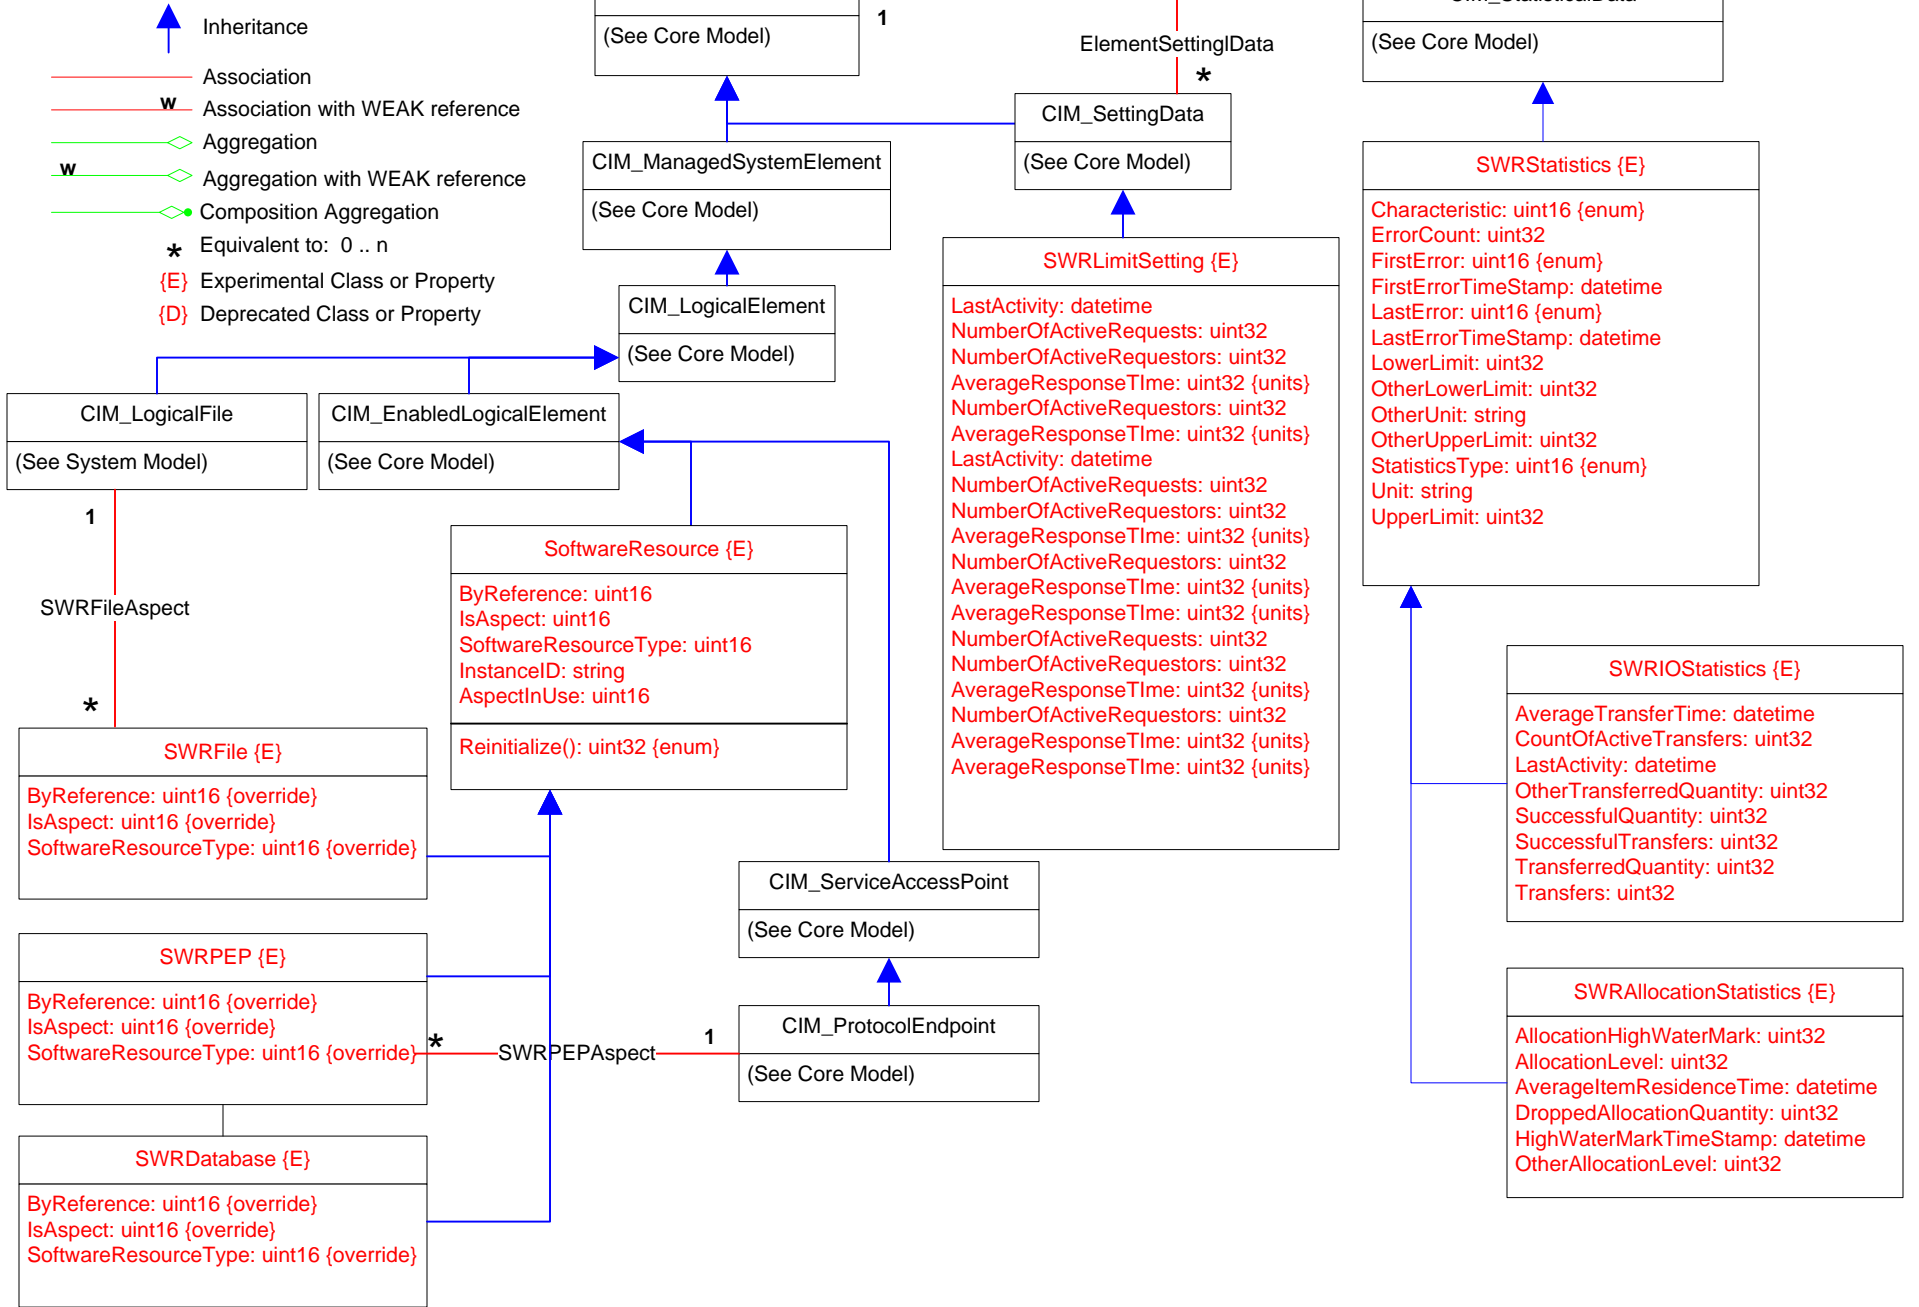 Inheritance
Association
w
Association with WEAK reference
Aggregation
w
Aggregation with WEAK reference
Composition Aggregation
* Equivalent to: 0 .. n
{E} Experimental Class or Property
{D} Deprecated Class or Property
(See Core Model)
1
ElementSettinglData
*
(See Core Model)
CIM_SettingData
(See Core Model)
CIM_ManagedSystemElement
(See Core Model)
CIM_LogicalElement
(See Core Model)
CIM_LogicalFile
(See System Model)
CIM_EnabledLogicalElement
(See Core Model)
1
SWRFileAspect
*
SWRFile {E}
ByReference: uint16 {override}
IsAspect: uint16 {override}
SoftwareResourceType: uint16 {override}
SWRPEP {E}
ByReference: uint16 {override}
IsAspect: uint16 {override}
SoftwareResourceType: uint16 {override}
*
SWRPEPAspect
1
SWRDatabase {E}
ByReference: uint16 {override}
IsAspect: uint16 {override}
SoftwareResourceType: uint16 {override}
SoftwareResource {E}
ByReference: uint16
IsAspect: uint16
SoftwareResourceType: uint16
InstanceID: string
AspectInUse: uint16
Reinitialize(): uint32 {enum}
CIM_ServiceAccessPoint
(See Core Model)
CIM_ProtocolEndpoint
(See Core Model)
SWRLimitSetting {E}
LastActivity: datetime
NumberOfActiveRequests: uint32
NumberOfActiveRequestors: uint32
AverageResponseTIme: uint32 {units}
NumberOfActiveRequestors: uint32
AverageResponseTIme: uint32 {units}
LastActivity: datetime
NumberOfActiveRequests: uint32
NumberOfActiveRequestors: uint32
AverageResponseTIme: uint32 {units}
NumberOfActiveRequestors: uint32
AverageResponseTIme: uint32 {units}
AverageResponseTIme: uint32 {units}
NumberOfActiveRequests: uint32
NumberOfActiveRequestors: uint32
AverageResponseTIme: uint32 {units}
NumberOfActiveRequestors: uint32
AverageResponseTIme: uint32 {units}
AverageResponseTIme: uint32 {units}
SWRStatistics {E}
Characteristic: uint16 {enum}
ErrorCount: uint32
FirstError: uint16 {enum}
FirstErrorTimeStamp: datetime
LastError: uint16 {enum}
LastErrorTimeStamp: datetime
LowerLimit: uint32
OtherLowerLimit: uint32
OtherUnit: string
OtherUpperLimit: uint32
StatisticsType: uint16 {enum}
Unit: string
UpperLimit: uint32
SWRIOStatistics {E}
AverageTransferTime: datetime
CountOfActiveTransfers: uint32
LastActivity: datetime
OtherTransferredQuantity: uint32
SuccessfulQuantity: uint32
SuccessfulTransfers: uint32
TransferredQuantity: uint32
Transfers: uint32
SWRAllocationStatistics {E}
AllocationHighWaterMark: uint32
AllocationLevel: uint32
AverageItemResidenceTime: datetime
DroppedAllocationQuantity: uint32
HighWaterMarkTimeStamp: datetime
OtherAllocationLevel: uint32